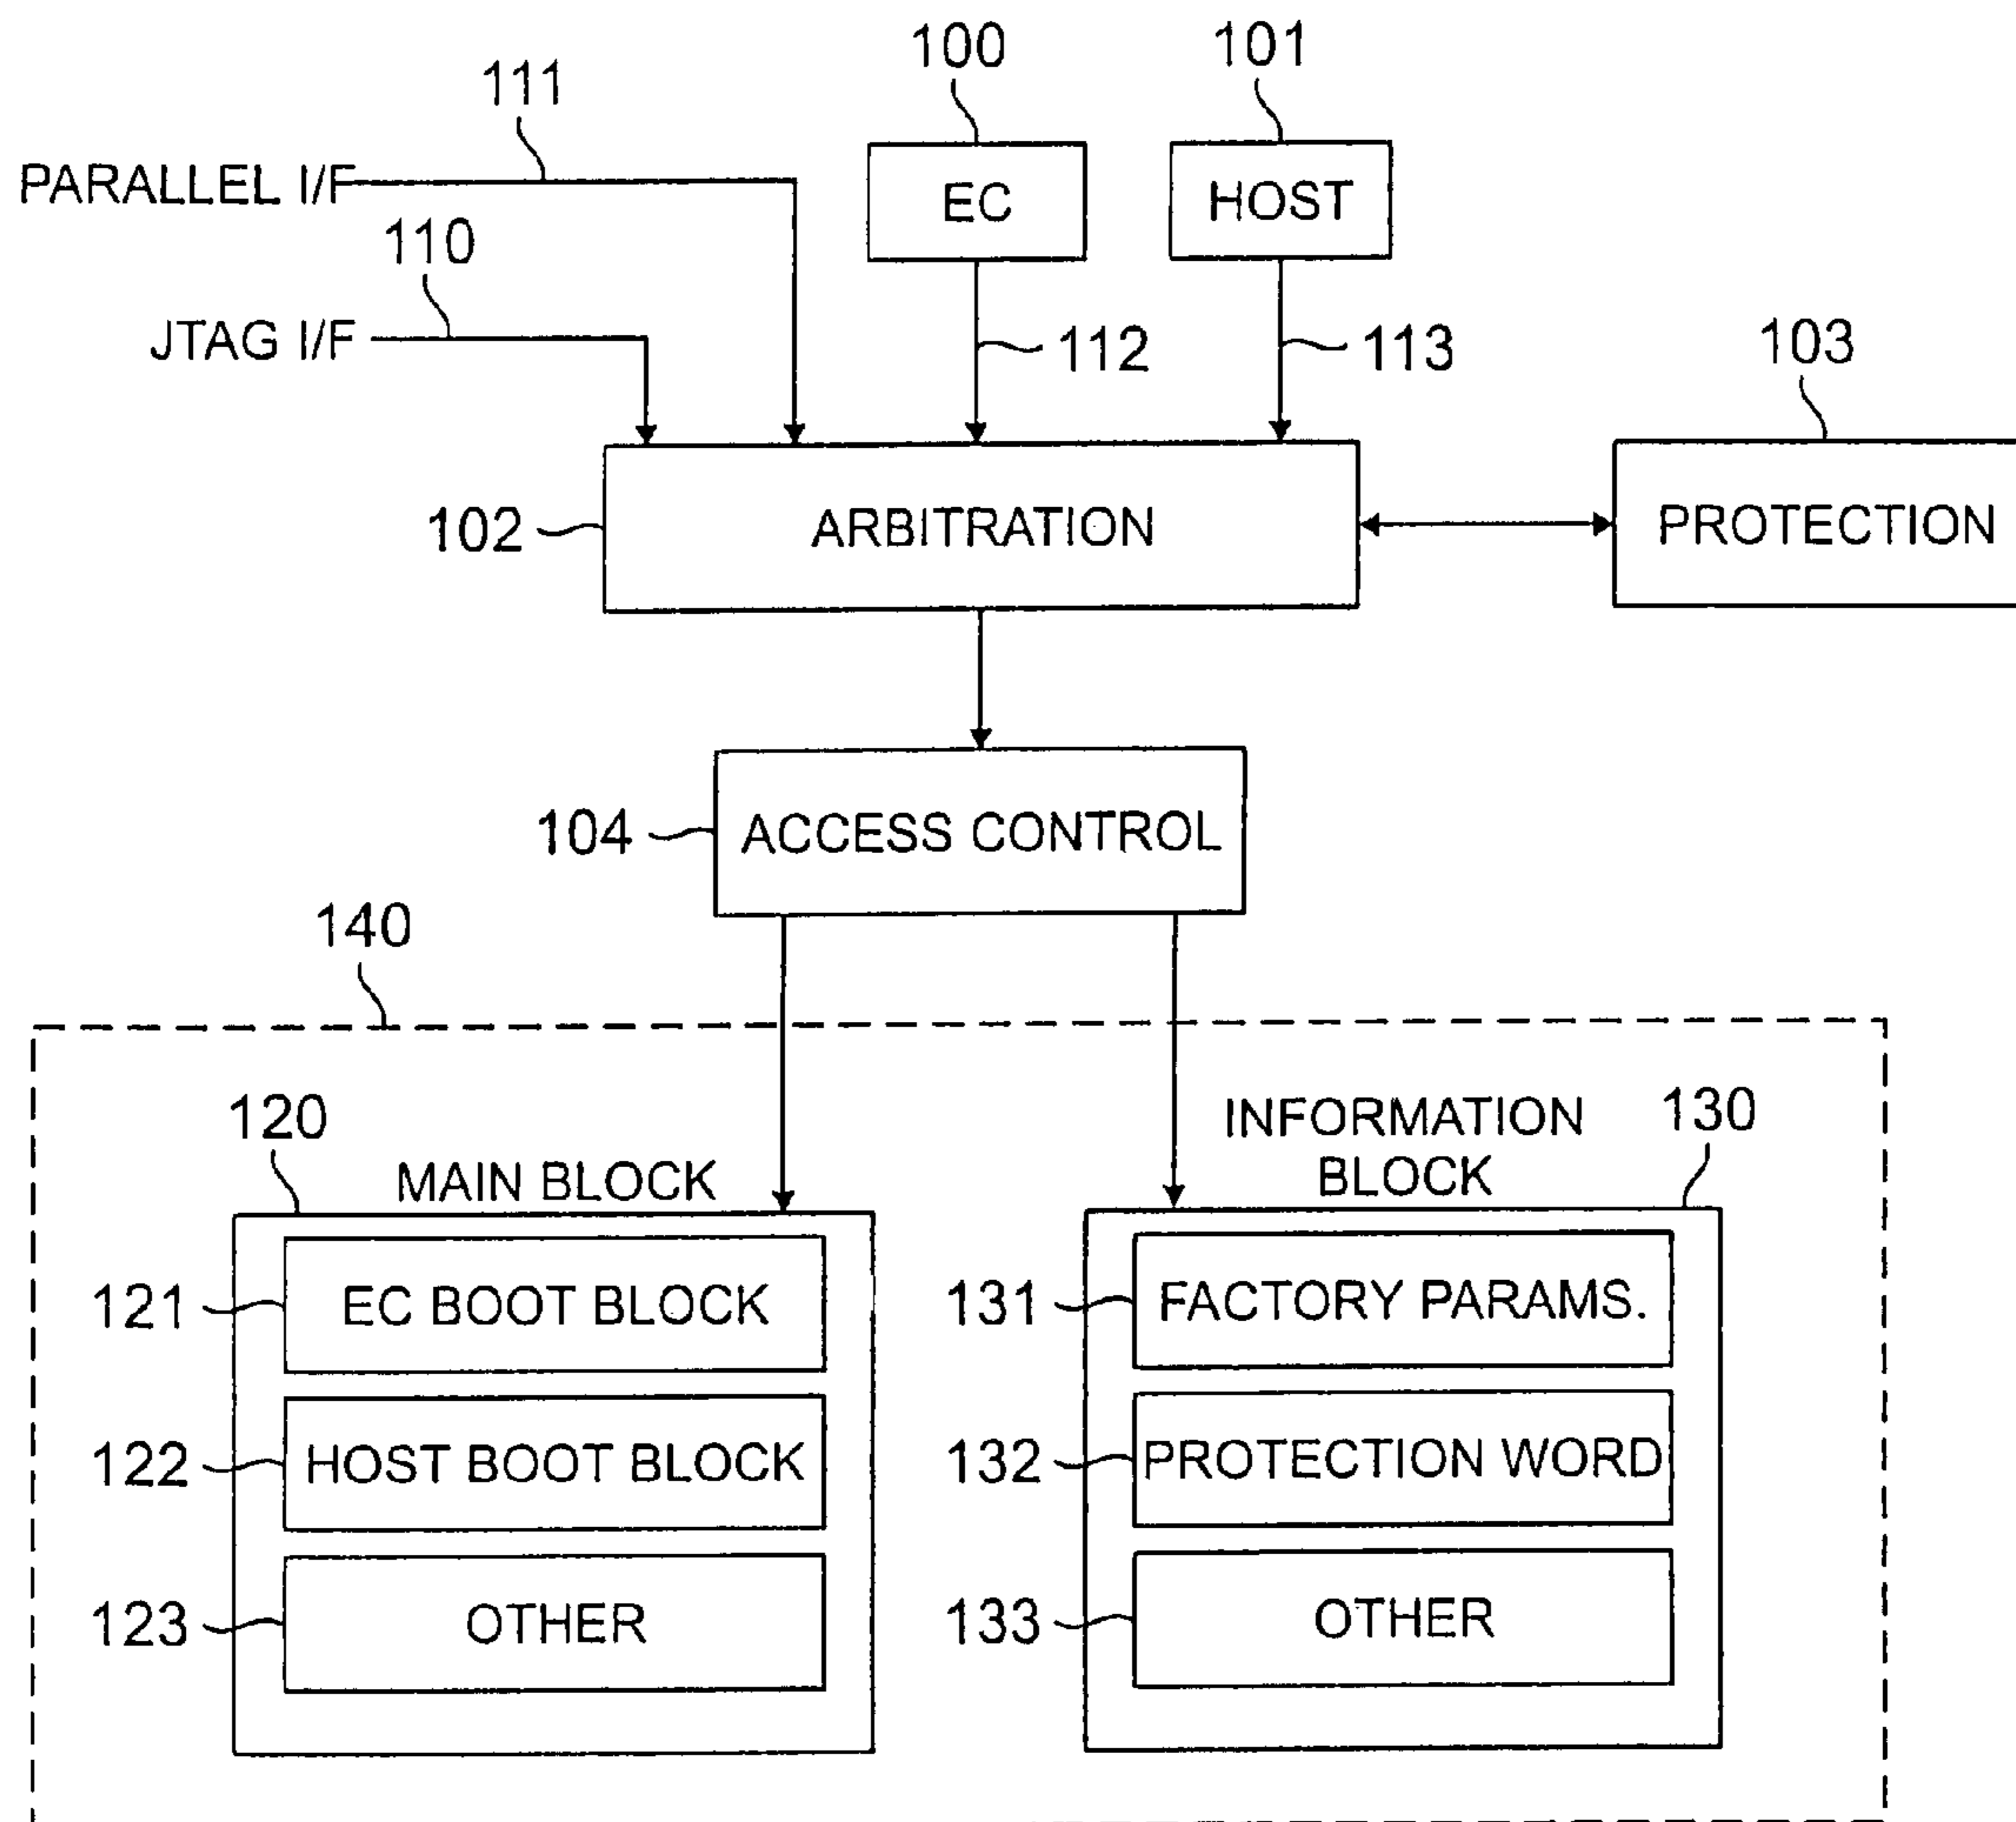 100
101
111
PARALLEL I/F
EC
HOST
110
JTAG I/F
112
113
103
102
ARBITRATION
PROTECTION
104
ACCESS CONTROL
140
120
MAIN BLOCK
INFORMATION
BLOCK
130
121
EC BOOT BLOCK
131
FACTORY PARAMS.
122
HOST BOOT BLOCK
132
PROTECTION WORD
123
OTHER
133
OTHER